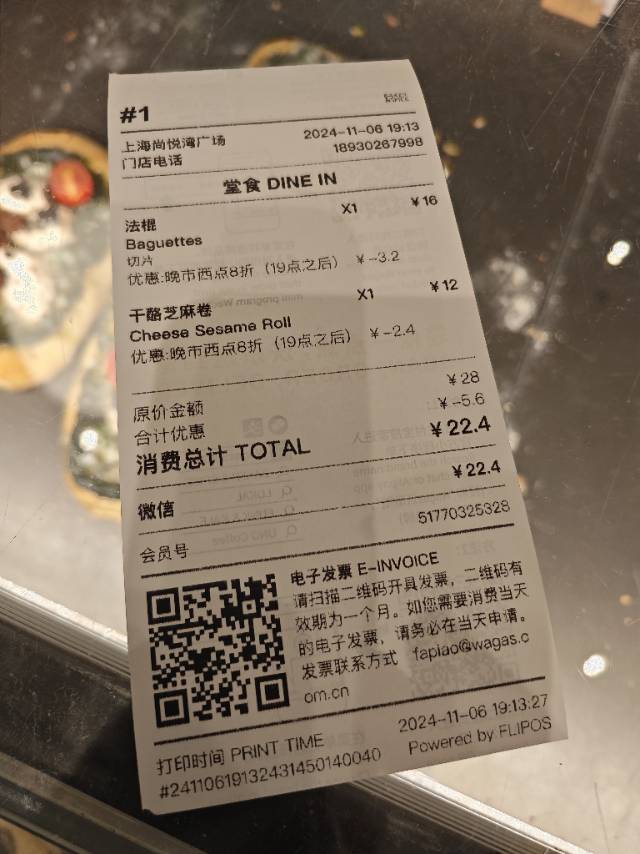 #1
上海尚悦湾广场 2024-11-06 19:13
门店电话 18930267998
堂食 DINE IN
法棍 X1 ¥16
Baguettes
切片
优惠:晚市西点8折（19点之后） ¥-3.2
干酪芝麻卷 X1 ¥12
Cheese Sesame Roll
优惠:晚市西点8折（19点之后） ¥-2.4
原价金额 ¥28
合计优惠 ¥-5.6
消费总计 TOTAL ¥22.4
微信 ¥22.4
会员号 51770325328
电子发票 E-INVOICE
请扫描二维码开具发票，二维码有
效期为一个月。如您需要消费当天
的电子发票，请务必在当天申请。
发票联系方式 fapiao@wagas.c
om.cn
打印时间 PRINT TIME 2024-11-06 19:13:27
#24110619132431450140040 Powered by FLIPOS